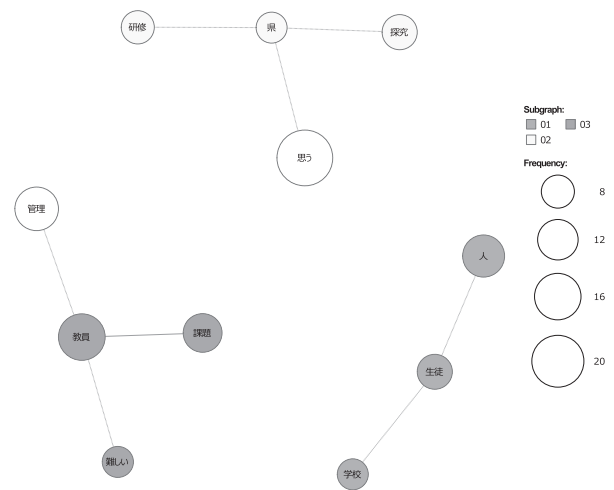 研修
県
探究
思う
管理
教員
課題
難しい
人
生徒
学校
Subgraph:
01 03
02
Frequency:
8
12
16
20